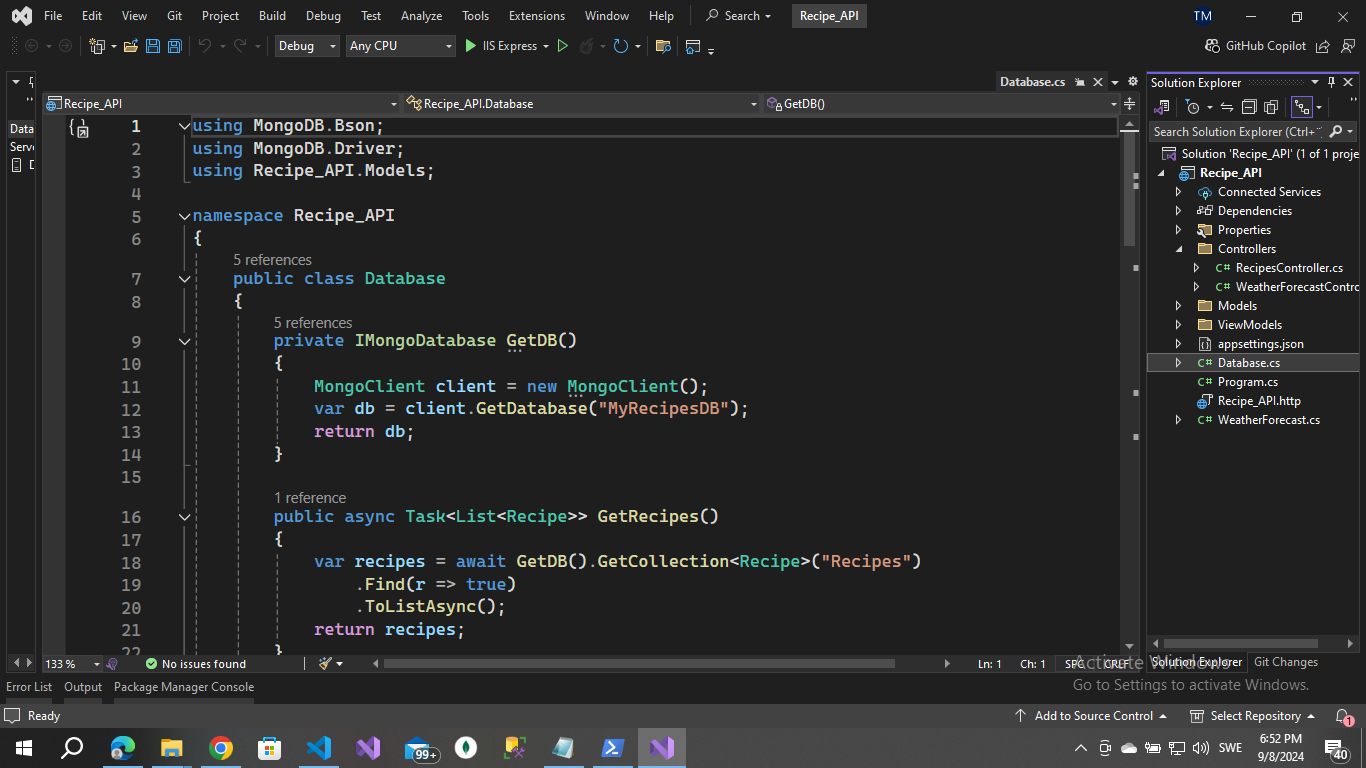 File Edit View Git Project Build Debug Test Analyze Tools Extensions Window Help Search Recipe_API TM
Debug Any CPU IIS Express GitHub Copilot
Database.cs
Recipe_API Recipe_API.Database GetDB()
Data
Serv
D
1 using MongoDB.Bson;
2 using MongoDB.Driver;
3 using Recipe_API.Models;
4
5 namespace Recipe_API
6 {
5 references
7 public class Database
8 {
5 references
9 private IMongoDatabase GetDB()
10 {
11 MongoClient client = new MongoClient();
12 var db = client.GetDatabase("MyRecipesDB");
13 return db;
14 }
15
1 reference
16 public async Task<List<Recipe>> GetRecipes()
17 {
18 var recipes = await GetDB().GetCollection<Recipe>("Recipes")
19 .Find(r => true)
20 .ToListAsync();
21 return recipes;
22 }
133 % No issues found Ln: 1 Ch: 1 SPC CRLF
Solution Explorer
Search Solution Explorer (Ctrl+
Solution 'Recipe_API' (1 of 1 proje
Recipe_API
Connected Services
Dependencies
Properties
Controllers
C# RecipesController.cs
C# WeatherForecastContro
Models
ViewModels
appsettings.json
C# Database.cs
C# Program.cs
Recipe_API.http
C# WeatherForecast.cs
Solution Explorer Git Changes
Activate Windows
Go to Settings to activate Windows.
Error List Output Package Manager Console
Ready Add to Source Control Select Repository 1
99+ SWE 6:52 PM
9/8/2024
40